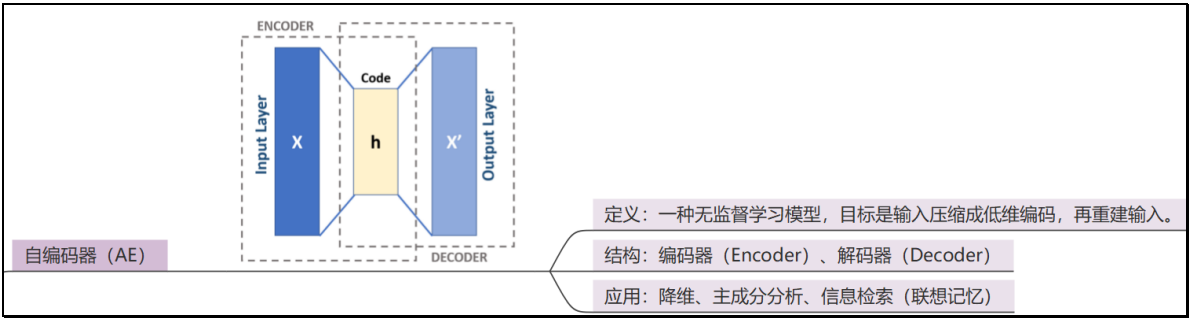 ENCODER
Code
Input Layer
X
h
X′
Output Layer
DECODER
自编码器（AE）
定义：一种无监督学习模型，目标是输入压缩成低维编码，再重建输入。
结构：编码器（Encoder）、解码器（Decoder）
应用：降维、主成分分析、信息检索（联想记忆）